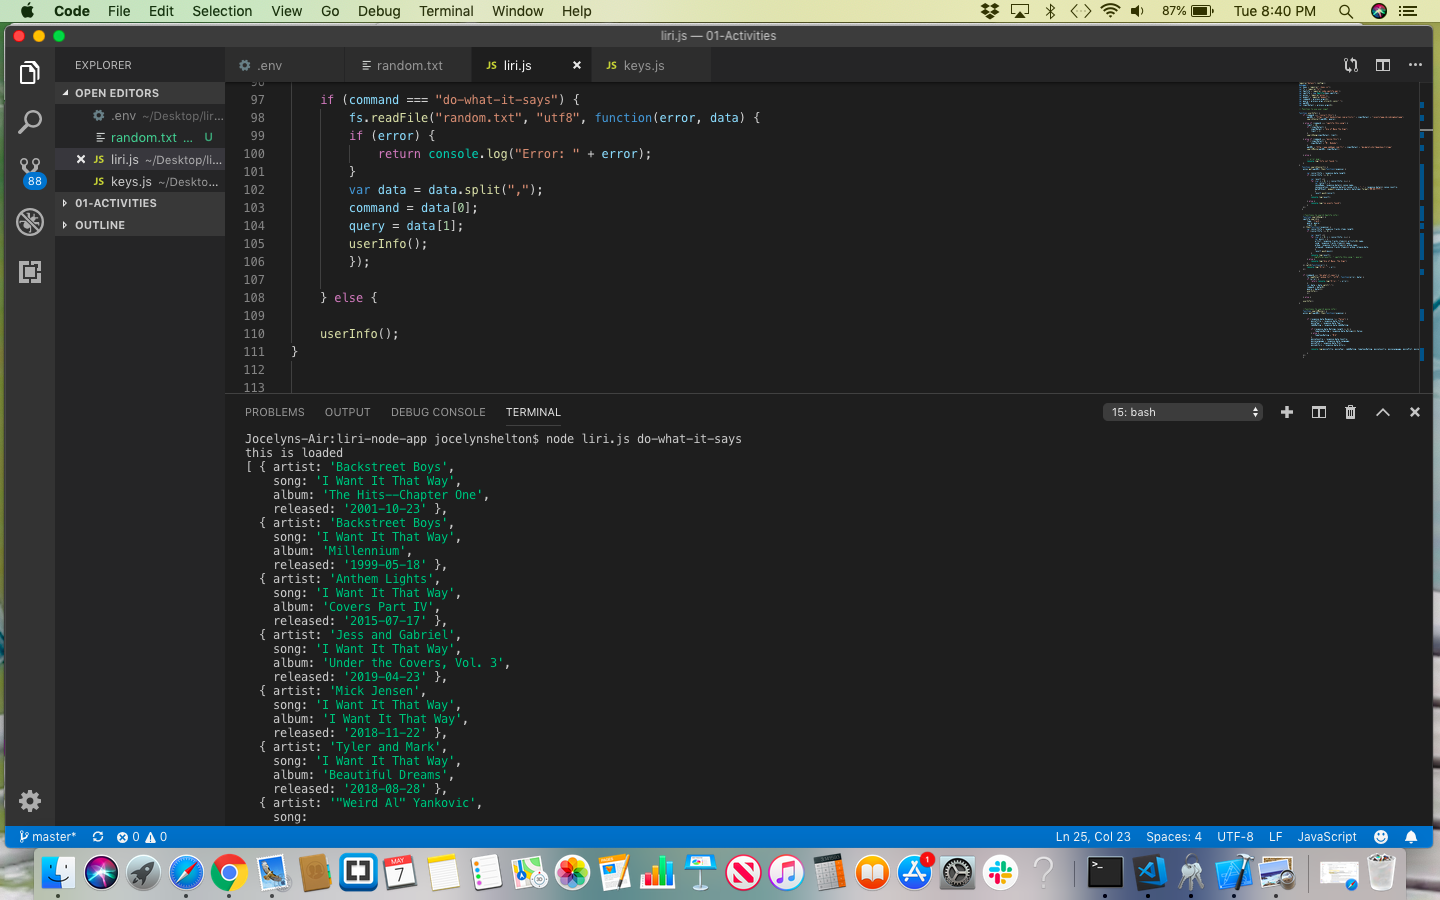 Code File Edit Selection View Go Debug Terminal Window Help 87% Tue 8:40 PM
liri.js — 01-Activities
EXPLORER
OPEN EDITORS
.env ~/Desktop/lir...
random.txt ... U
liri.js ~/Desktop/li...
keys.js ~/Deskto...
01-ACTIVITIES
OUTLINE
88
.env random.txt JS liri.js JS keys.js
96
97 if (command === "do-what-it-says") {
98 fs.readFile("random.txt", "utf8", function(error, data) {
99 if (error) {
100 return console.log("Error: " + error);
101 }
102 var data = data.split(",");
103 command = data[0];
104 query = data[1];
105 userInfo();
106 });
107
108 } else {
109
110 userInfo();
111 }
112
113
PROBLEMS OUTPUT DEBUG CONSOLE TERMINAL 15: bash
Jocelyns-Air:liri-node-app jocelynshelton$ node liri.js do-what-it-says
this is loaded
[ { artist: 'Backstreet Boys',
song: 'I Want It That Way',
album: 'The Hits--Chapter One',
released: '2001-10-23' },
{ artist: 'Backstreet Boys',
song: 'I Want It That Way',
album: 'Millennium',
released: '1999-05-18' },
{ artist: 'Anthem Lights',
song: 'I Want It That Way',
album: 'Covers Part IV',
released: '2015-07-17' },
{ artist: 'Jess and Gabriel',
song: 'I Want It That Way',
album: 'Under the Covers, Vol. 3',
released: '2019-04-23' },
{ artist: 'Mick Jensen',
song: 'I Want It That Way',
album: 'I Want It That Way',
released: '2018-11-22' },
{ artist: 'Tyler and Mark',
song: 'I Want It That Way',
album: 'Beautiful Dreams',
released: '2018-08-28' },
{ artist: '"Weird Al" Yankovic',
song:
master* 0 0 Ln 25, Col 23 Spaces: 4 UTF-8 LF JavaScript
MAY
7
1